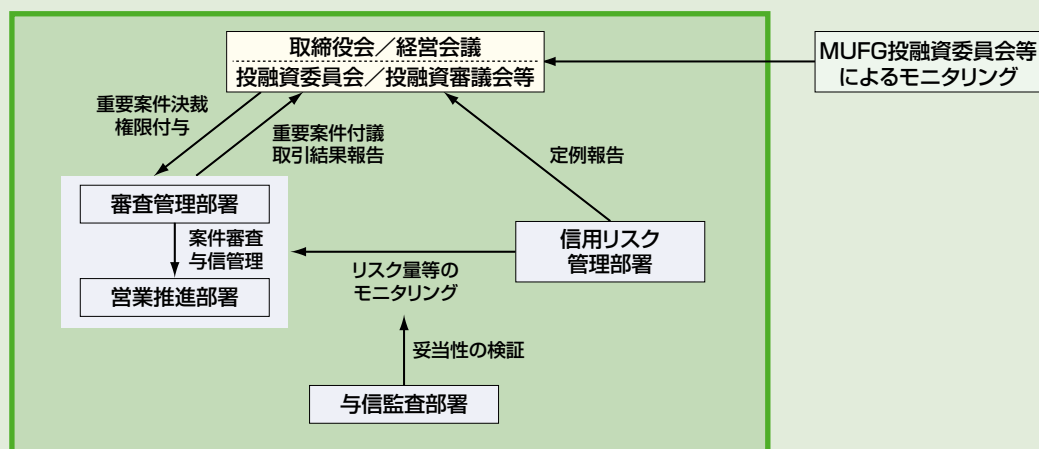 取締役会／経営会議
投融資委員会／投融資審議会等
MUFG投融資委員会等
によるモニタリング
重要案件決裁
権限付与
重要案件付議
取引結果報告
定例報告
審査管理部署
案件審査
与信管理
営業推進部署
信用リスク
管理部署
リスク量等の
モニタリング
妥当性の検証
与信監査部署